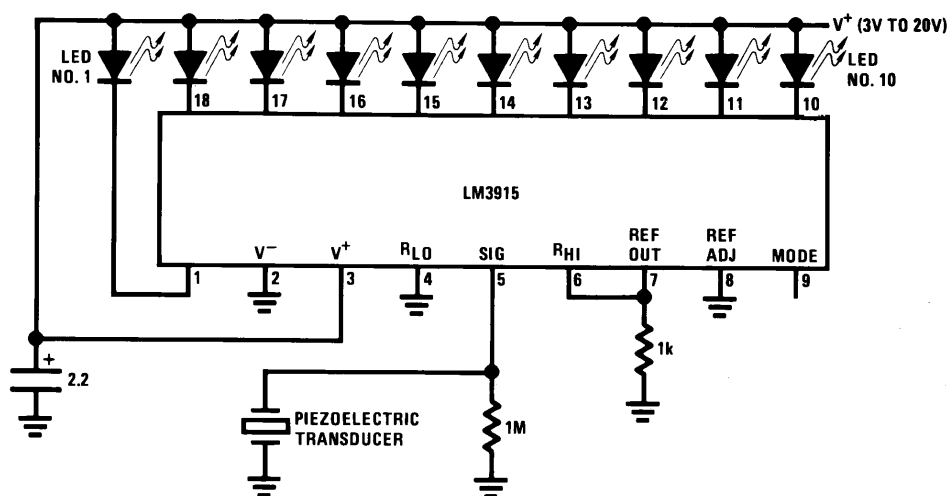 V+ (3V TO 20V)
LED
NO. 1
LED
NO. 10
18
17
16
15
14
13
12
11
10
LM3915
V−
V+
RLO
SIG
RHI
REF
OUT
REF
ADJ
MODE
1
2
3
4
5
6
7
8
9
+
2.2
1k
PIEZOELECTRIC
TRANSDUCER
1M